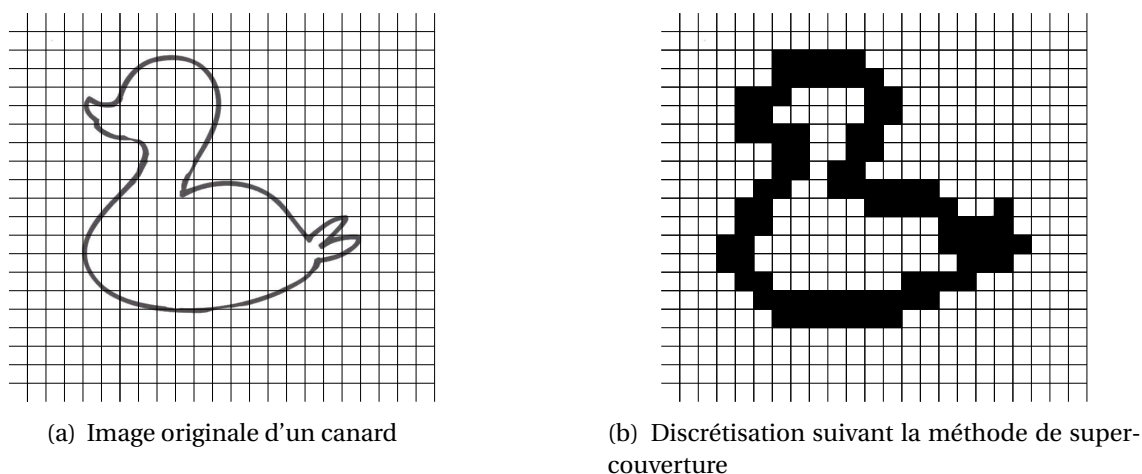 (a) Image originale d'un canard
(b) Discrétisation suivant la méthode de super-
couverture